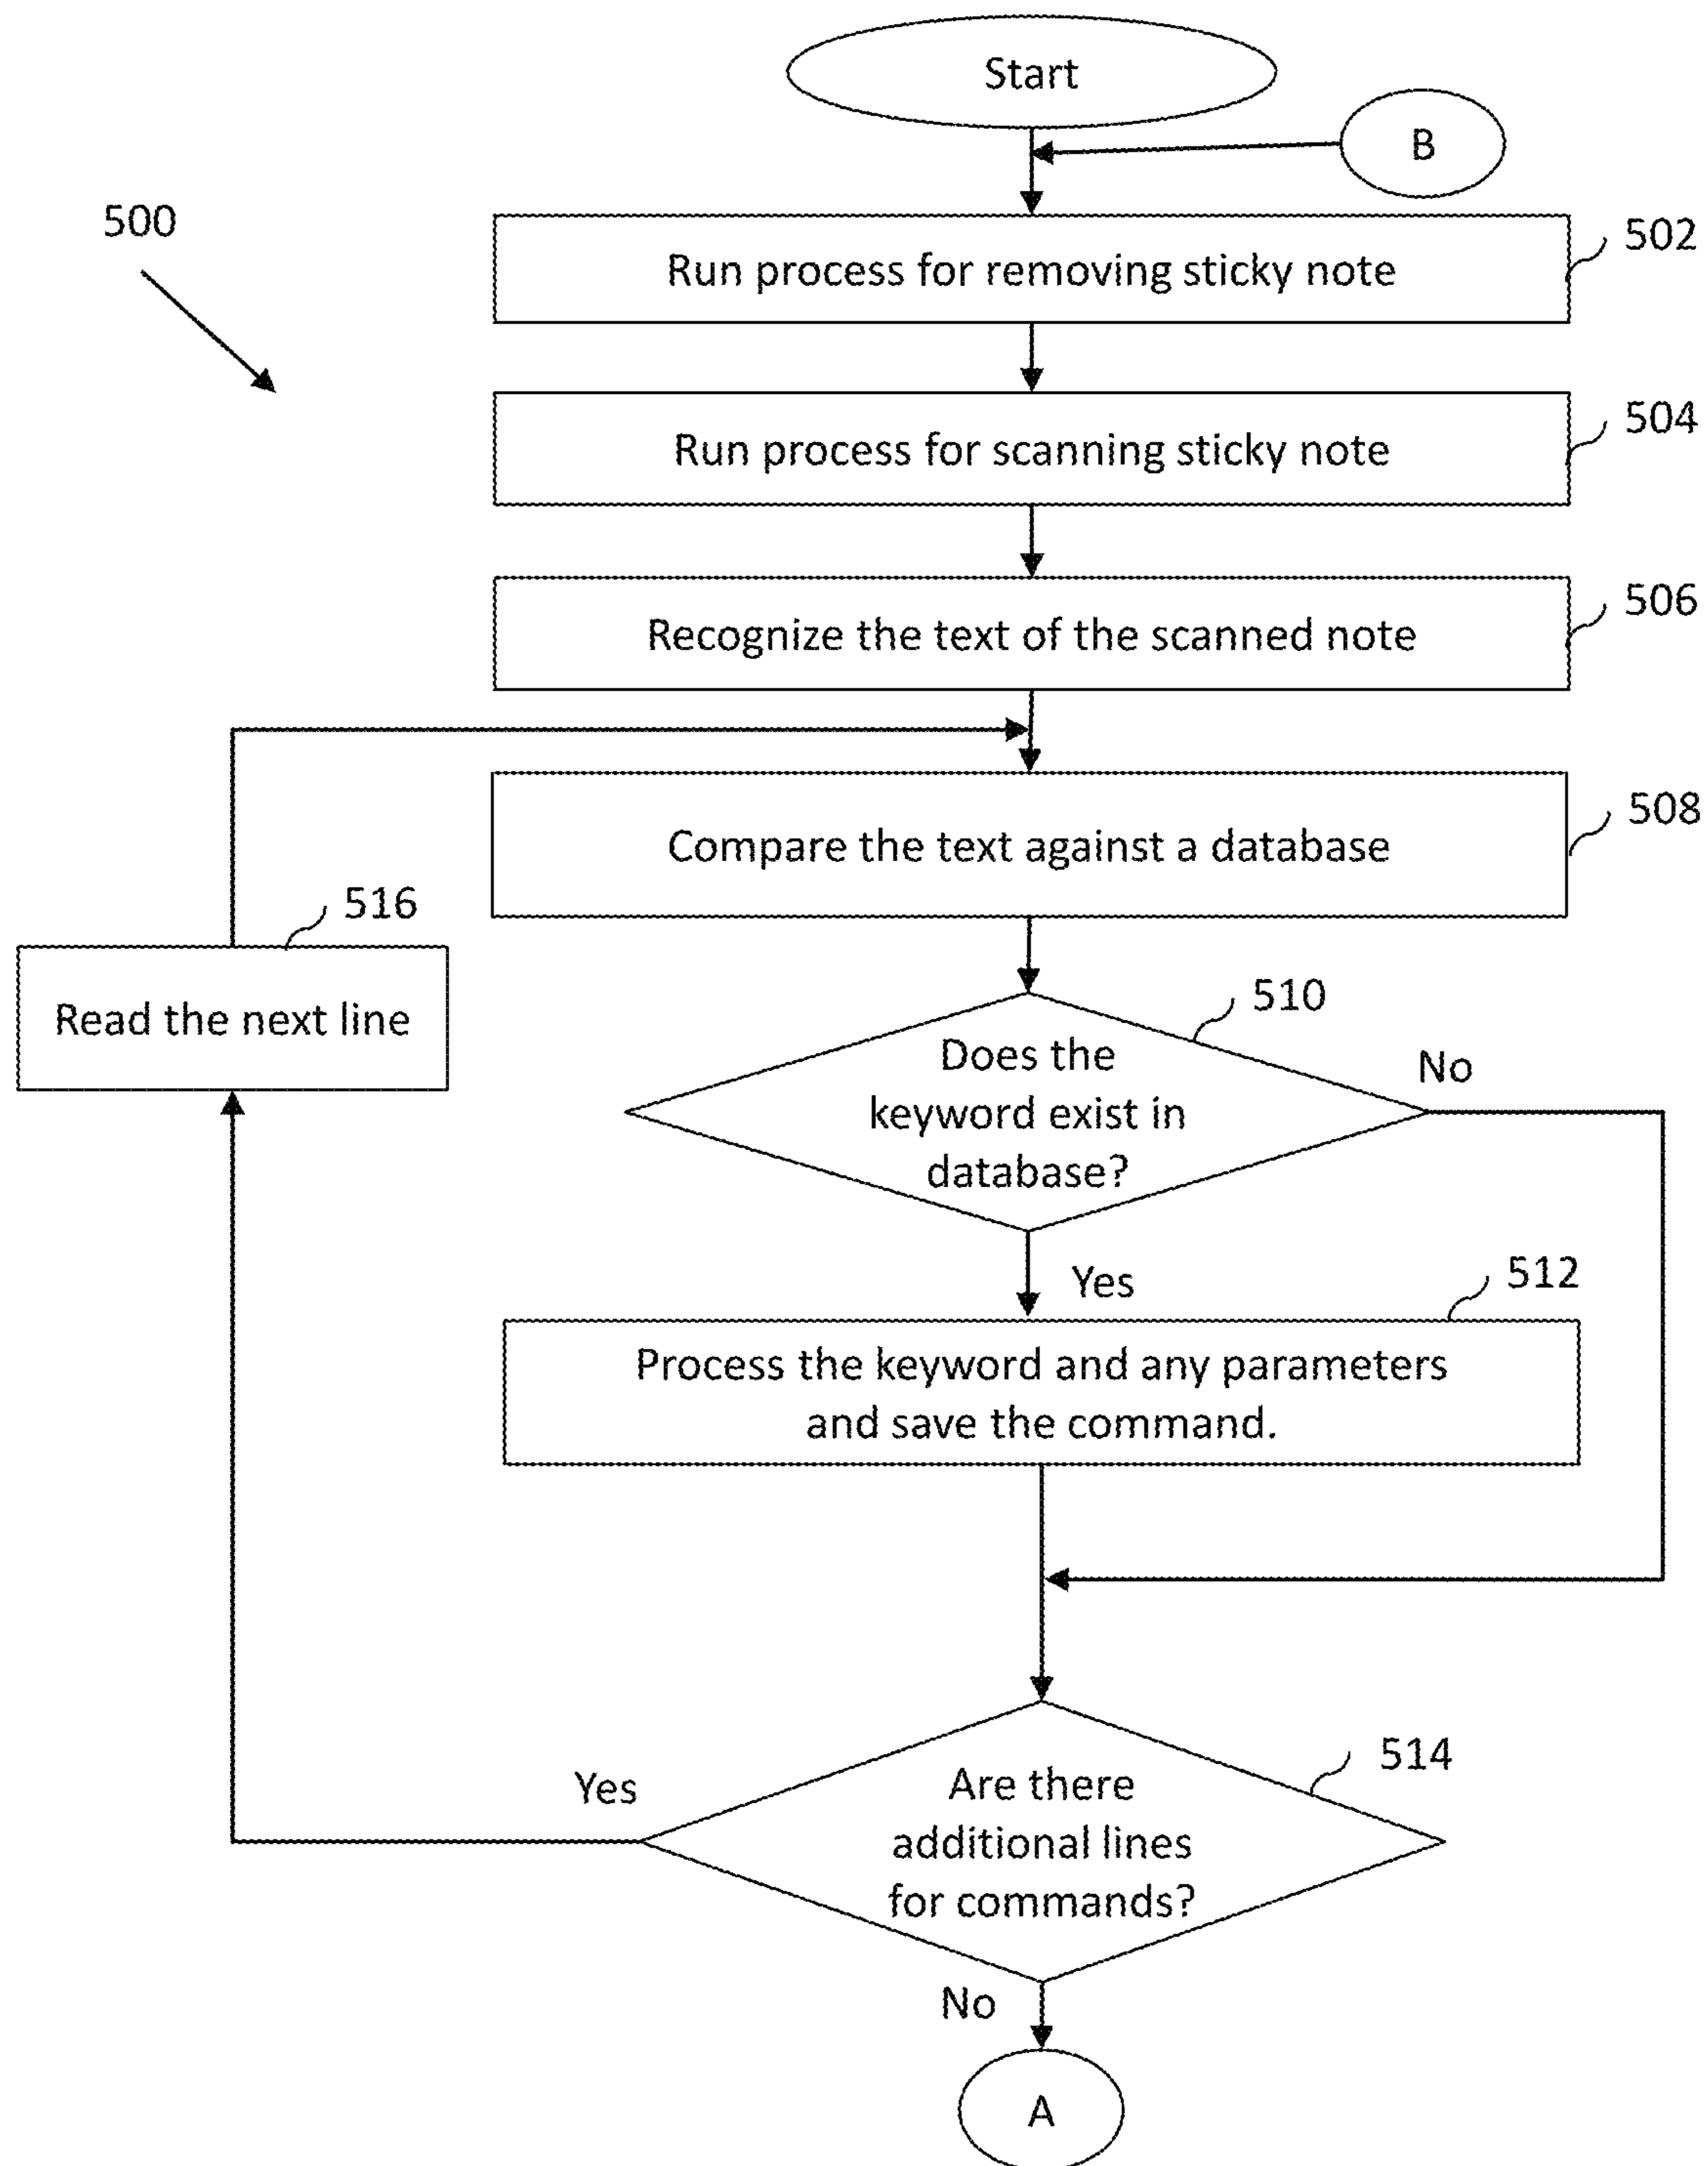 Start
B
500
Run process for removing sticky note
502
Run process for scanning sticky note
504
Recognize the text of the scanned note
506
Compare the text against a database
508
516
Read the next line
510
Does the
keyword exist in
database?
No
Yes
512
Process the keyword and any parameters
and save the command.
514
Yes
Are there
additional lines
for commands?
No
A